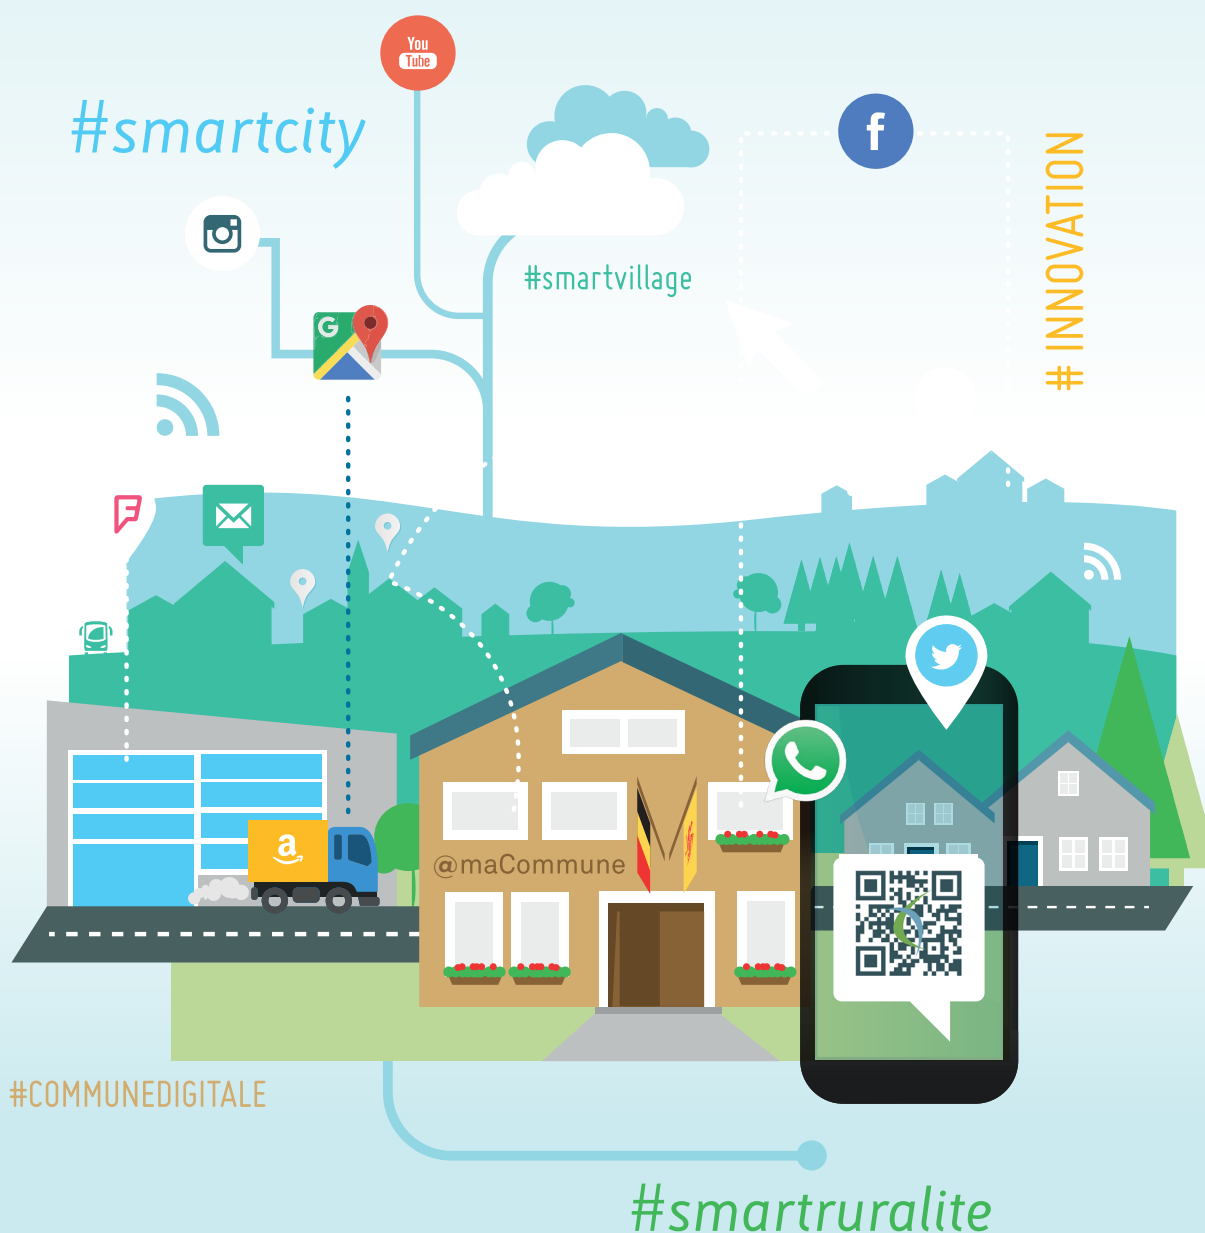 You
Tube
#smartcity
f
#INNOVATION
#smartvillage
G
a
@maCommune
#COMMUNEDIGITALE
#smartruralite